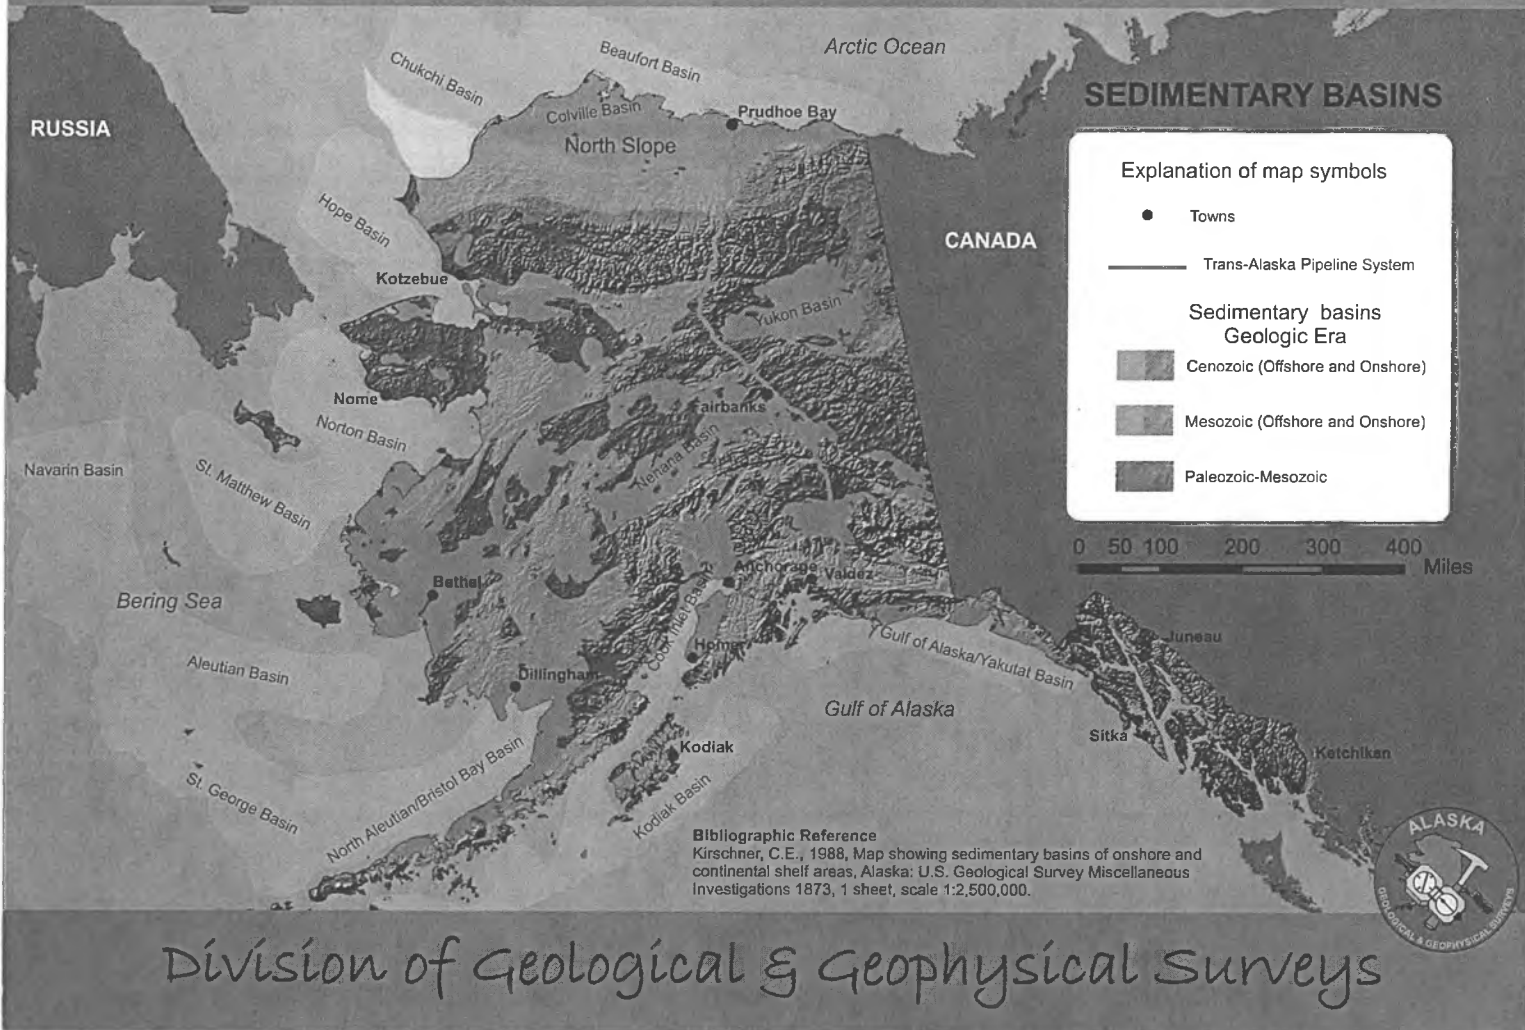 Arctic Ocean
Beaufort Basin
Chukchi Basin
SEDIMENTARY BASINS
RUSSIA
Colville Basin
Prudhoe Bay
North Slope
Explanation of map symbols
Towns
Hope Basin
CANADA
Trans-Alaska Pipeline System
Kotzebue
Yukon Basin
Sedimentary basins
Geologic Era
Cenozoic (Offshore and Onshore)
Nome
Fairbanks
Mesozoic (Offshore and Onshore)
Norton Basin
Nenana Basin
Navarin Basin
St. Matthew Basin
Paleozoic-Mesozoic
0 50 100 200 300 400
Miles
Anchorage
Valdez
Bethel
Bering Sea
Cook Inlet Basin
Homer
Gulf of Alaska/Yakutat Basin
Juneau
Aleutian Basin
Dillingham
Gulf of Alaska
Sitka
Kodiak
Ketchikan
St. George Basin
North Aleutian/Bristol Bay Basin
Kodiak Basin
Bibliographic Reference
Kirschner, C.E., 1988, Map showing sedimentary basins of onshore and
continental shelf areas, Alaska: U.S. Geological Survey Miscellaneous
Investigations 1873, 1 sheet, scale 1:2,500,000.
ALASKA
GEOLOGICAL & GEOPHYSICAL SURVEYS
Division of Geological & Geophysical Surveys